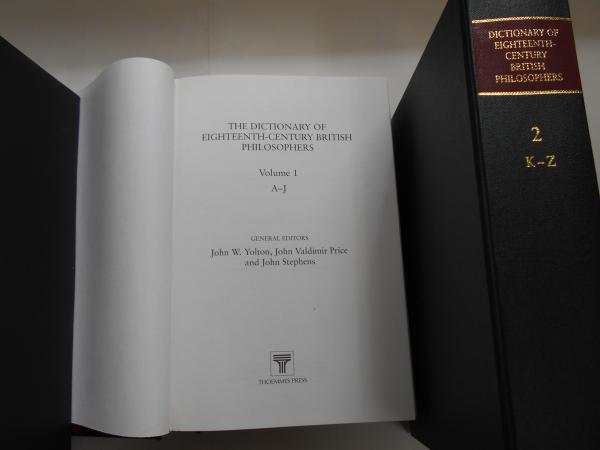 THE DICTIONARY OF
EIGHTEENTH-CENTURY BRITISH
PHILOSOPHERS
Volume 1
A–J
GENERAL EDITORS
John W. Yolton, John Valdimir Price
and John Stephens
THOEMMES PRESS
DICTIONARY OF
EIGHTEENTH-
CENTURY
BRITISH
PHILOSOPHERS
2
K–Z